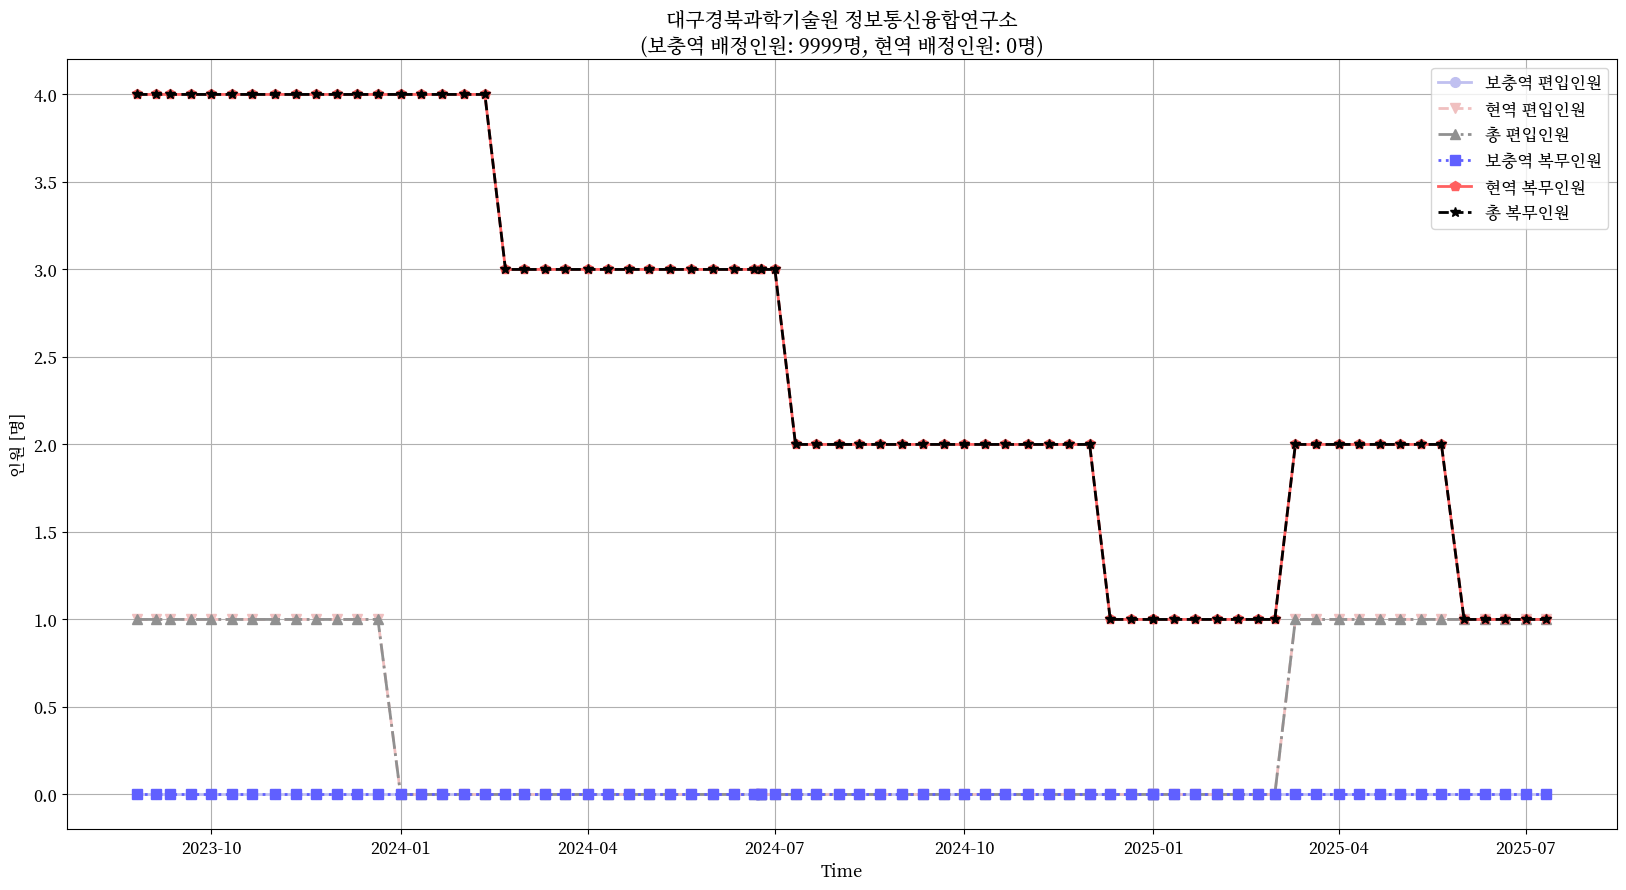 대구경북과학기술원 정보통신융합연구소
(보충역 배정인원: 9999명, 현역 배정인원: 0명)
보충역 편입인원
현역 편입인원
총 편입인원
보충역 복무인원
현역 복무인원
총 복무인원
인원 [명]
4.0
3.5
3.0
2.5
2.0
1.5
1.0
0.5
0.0
2023-10
2024-01
2024-04
2024-07
2024-10
2025-01
2025-04
2025-07
Time